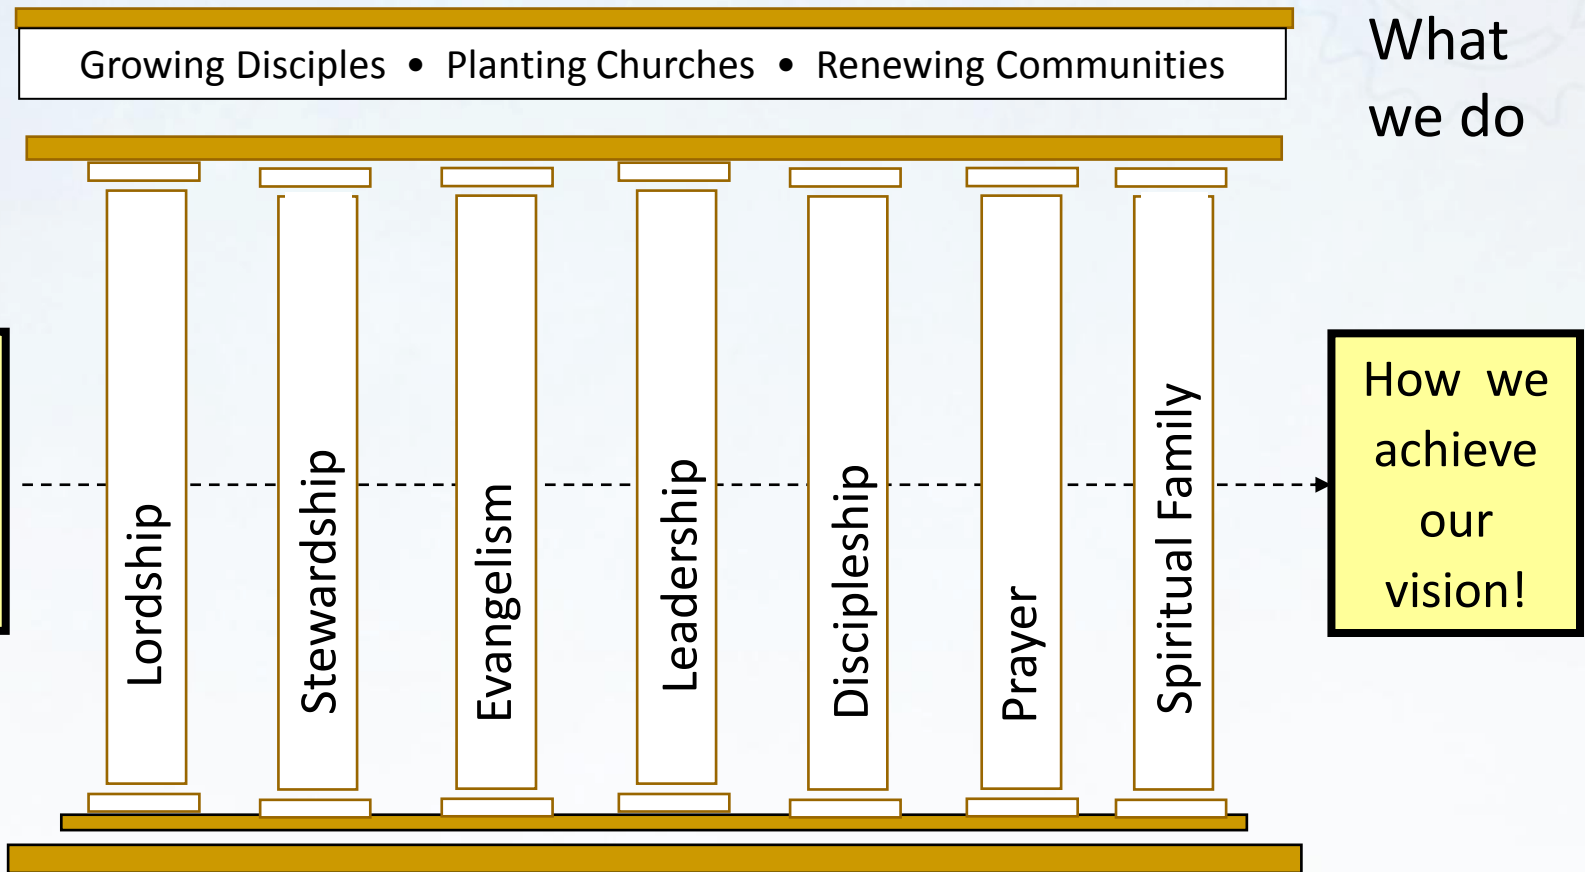 Growing Disciples • Planting Churches • Renewing Communities
What
we do
Lordship
Stewardship
Evangelism
Leadership
Discipleship
Prayer
Spiritual Family
How we
achieve
our
vision!